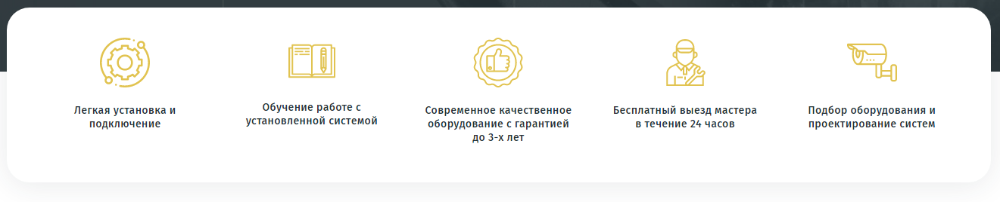 Легкая установка и
подключение
Обучение работе с
установленной системой
Современное качественное
оборудование с гарантией
до 3-х лет
Бесплатный выезд мастера
в течение 24 часов
Подбор оборудования и
проектирование систем